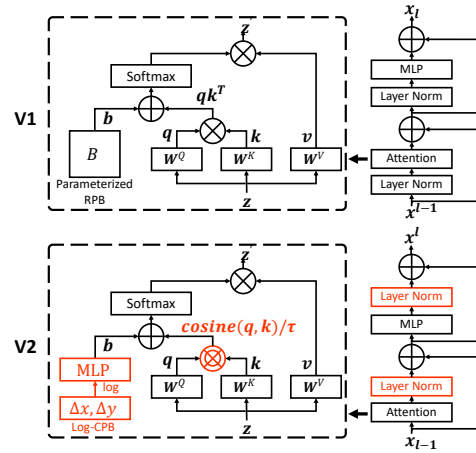 V1
z'
Softmax
qkᵀ
b
q
k
v
B
W^Q
W^K
W^V
Parameterized
RPB
z
x_l
MLP
Layer Norm
Attention
Layer Norm
x^{l-1}
V2
z'
Softmax
cosine(q, k)/τ
b
q
k
v
MLP
log
Δx, Δy
Log-CPB
W^Q
W^K
W^V
z
x^l
Layer Norm
MLP
Layer Norm
Attention
x_{l-1}